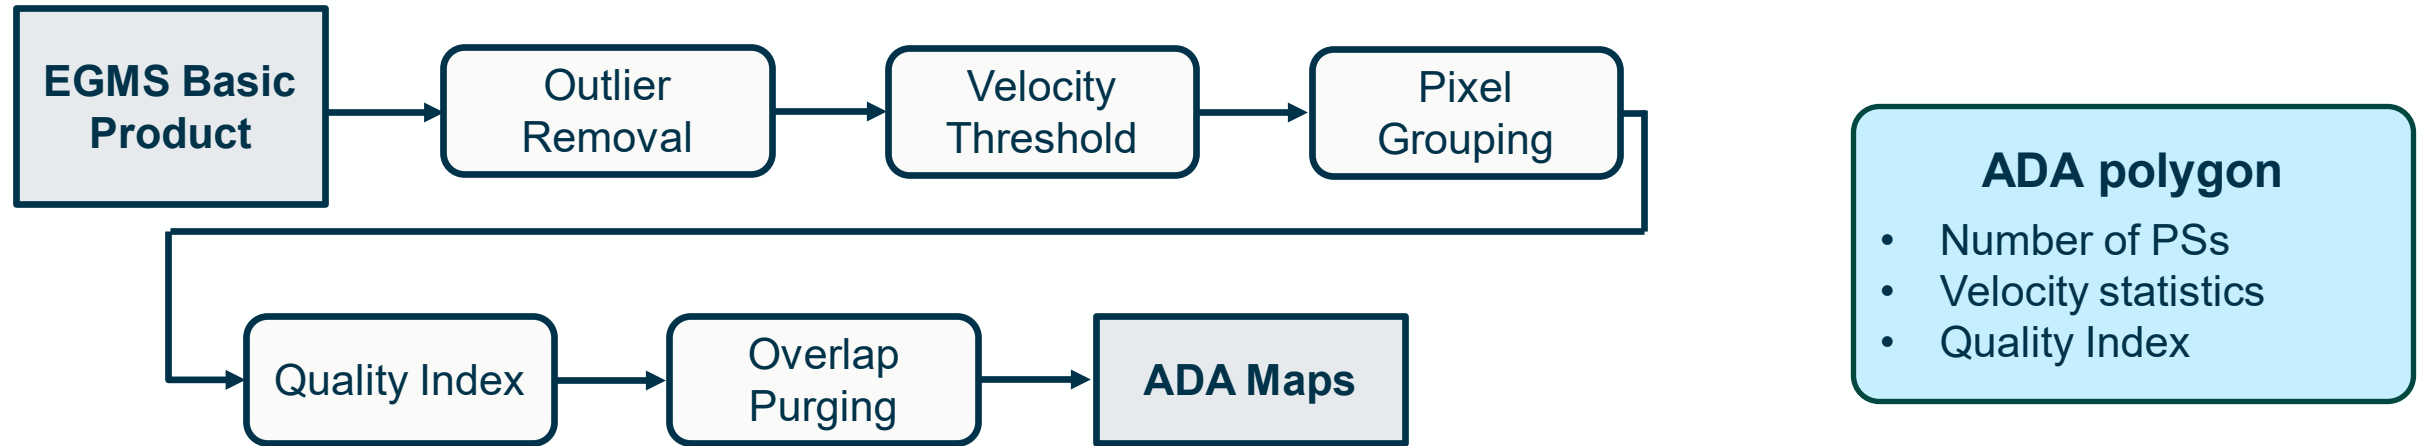 EGMS Basic
Product
Outlier
Removal
Velocity
Threshold
Pixel
Grouping
Quality Index
Overlap
Purging
ADA Maps
ADA polygon
• Number of PSs
• Velocity statistics
• Quality Index